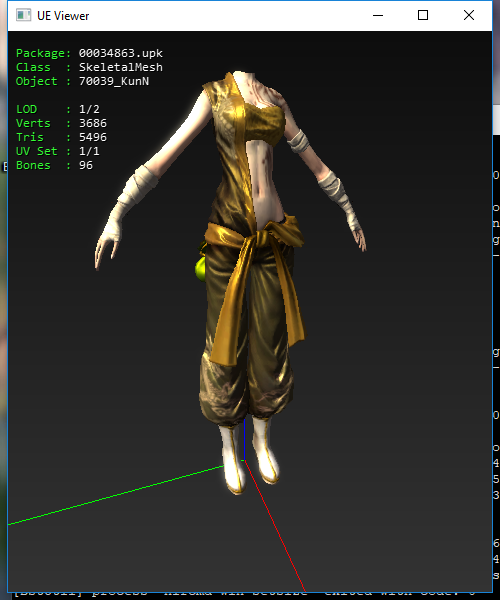 UE Viewer
Package: 00034863.upk
Class : SkeletalMesh
Object : 70039_KunN
LOD : 1/2
Verts : 3686
Tris : 5496
UV Set : 1/1
Bones : 96